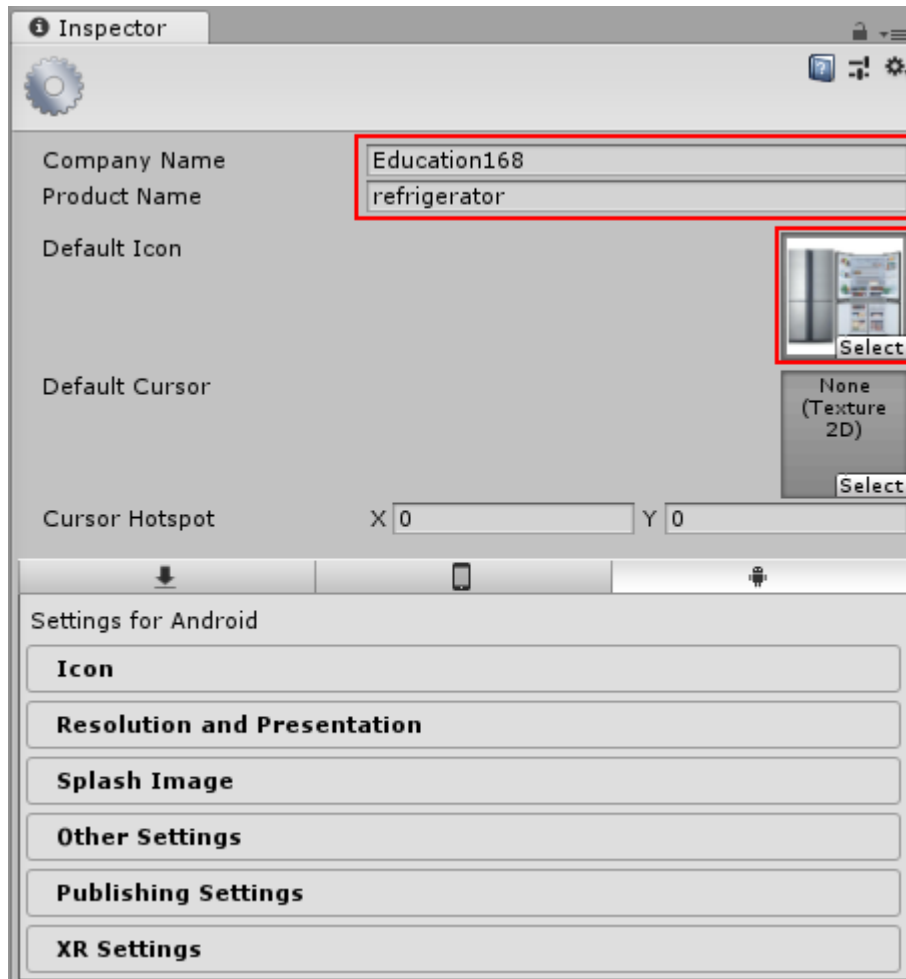 Inspector
Company Name Education168
Product Name refrigerator
Default Icon
Select
Default Cursor
None
(Texture
2D)
Select
Cursor Hotspot X 0 Y 0
Settings for Android
Icon
Resolution and Presentation
Splash Image
Other Settings
Publishing Settings
XR Settings